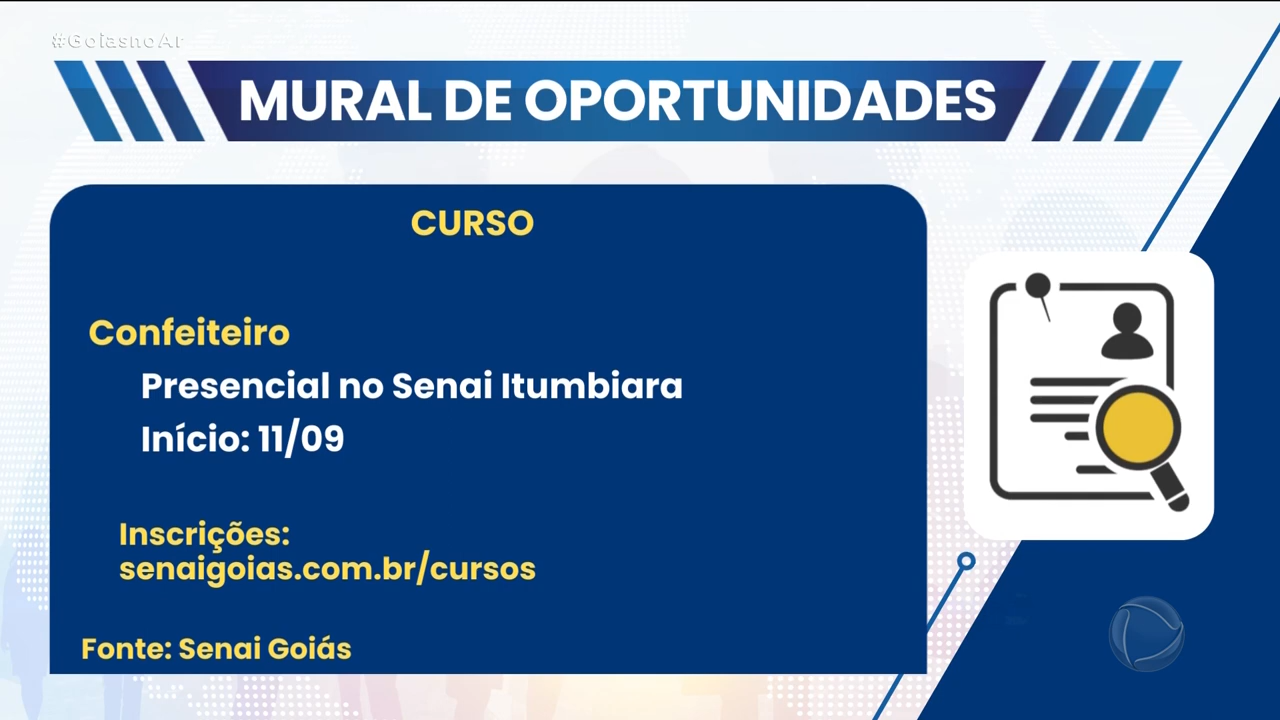 #GoiasnoAr
MURAL DE OPORTUNIDADES
CURSO
Confeiteiro
Presencial no Senai Itumbiara
Início: 11/09
Inscrições:
senaigoias.com.br/cursos
Fonte: Senai Goiás